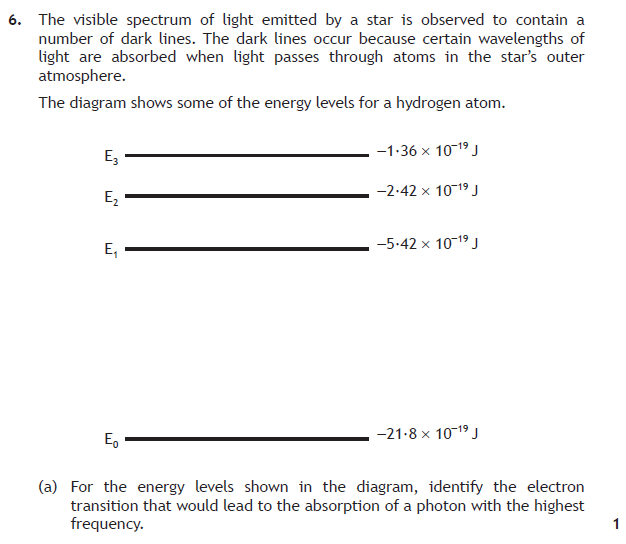 6. The visible spectrum of light emitted by a star is observed to contain a
number of dark lines. The dark lines occur because certain wavelengths of
light are absorbed when light passes through atoms in the star’s outer
atmosphere.
The diagram shows some of the energy levels for a hydrogen atom.
E₃ −1·36 × 10⁻¹⁹ J
E₂ −2·42 × 10⁻¹⁹ J
E₁ −5·42 × 10⁻¹⁹ J
E₀ −21·8 × 10⁻¹⁹ J
(a) For the energy levels shown in the diagram, identify the electron
transition that would lead to the absorption of a photon with the highest
frequency. 1